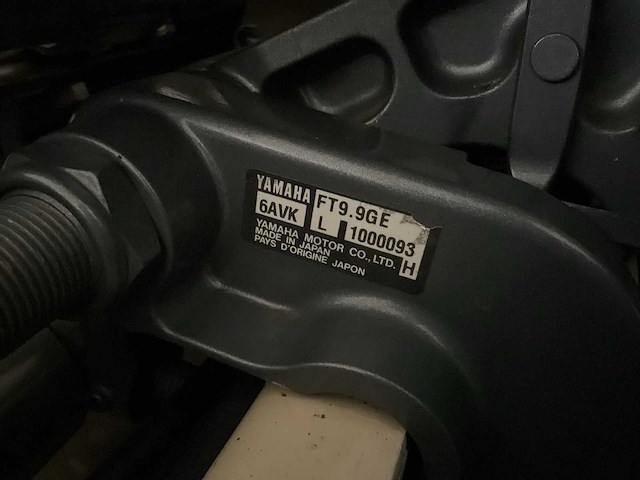 YAMAHA FT9.9GE
6AVK L 1000093
YAMAHA MOTOR CO., LTD.
MADE IN JAPAN
PAYS D'ORIGINE JAPON H